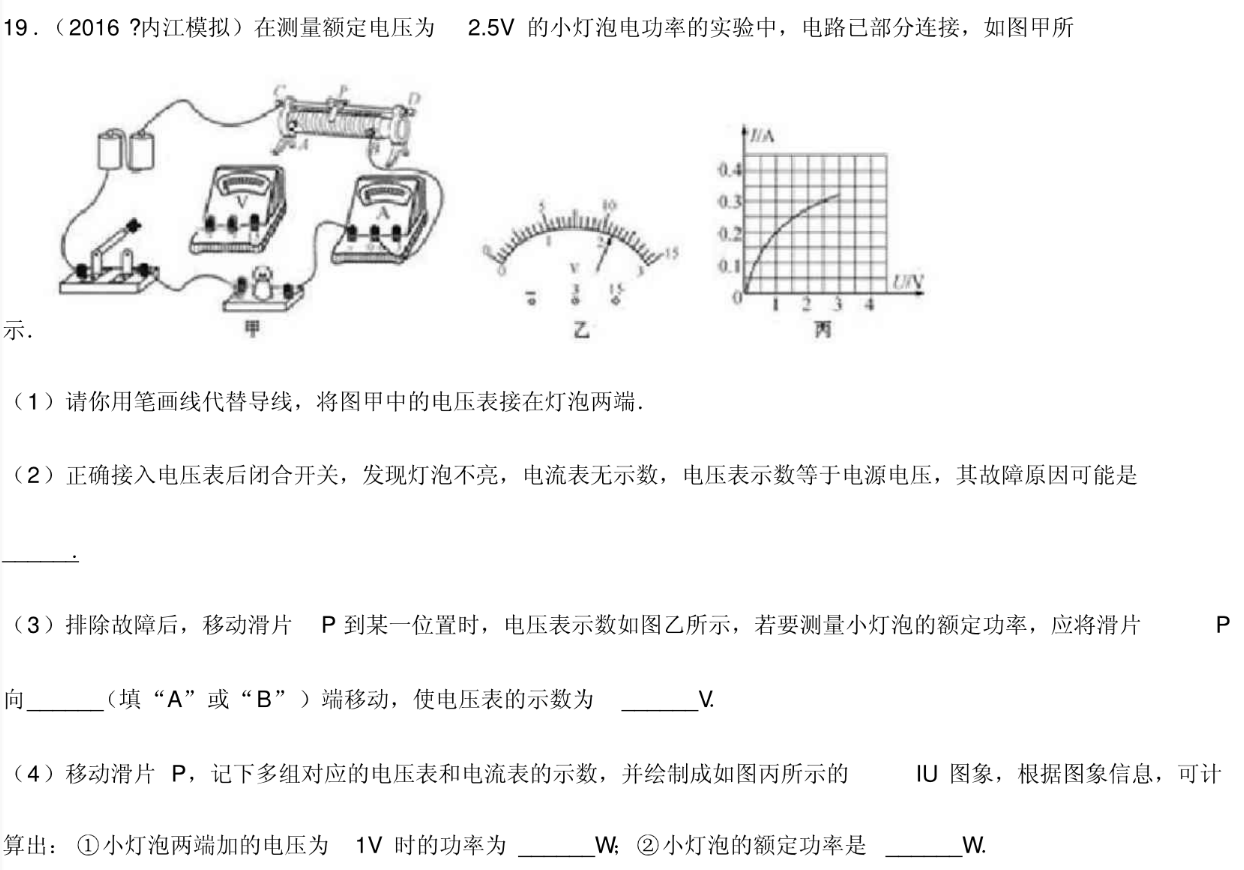 19．（2016 ?内江模拟）在测量额定电压为 2.5V 的小灯泡电功率的实验中，电路已部分连接，如图甲所
C P D
A B
V A
甲
0 5 10 15
0 1 2 3
V
- 3 15
乙
I/A
0.4
0.3
0.2
0.1
0 1 2 3 4 U/V
丙
示．
（1）请你用笔画线代替导线，将图甲中的电压表接在灯泡两端．
（2）正确接入电压表后闭合开关，发现灯泡不亮，电流表无示数，电压表示数等于电源电压，其故障原因可能是
______．
（3）排除故障后，移动滑片 P 到某一位置时，电压表示数如图乙所示，若要测量小灯泡的额定功率，应将滑片 P
向______（填“A”或“B”）端移动，使电压表的示数为 ______V．
（4）移动滑片 P，记下多组对应的电压表和电流表的示数，并绘制成如图丙所示的 IU 图象，根据图象信息，可计
算出：①小灯泡两端加的电压为 1V 时的功率为 ______W；②小灯泡的额定功率是 ______W．